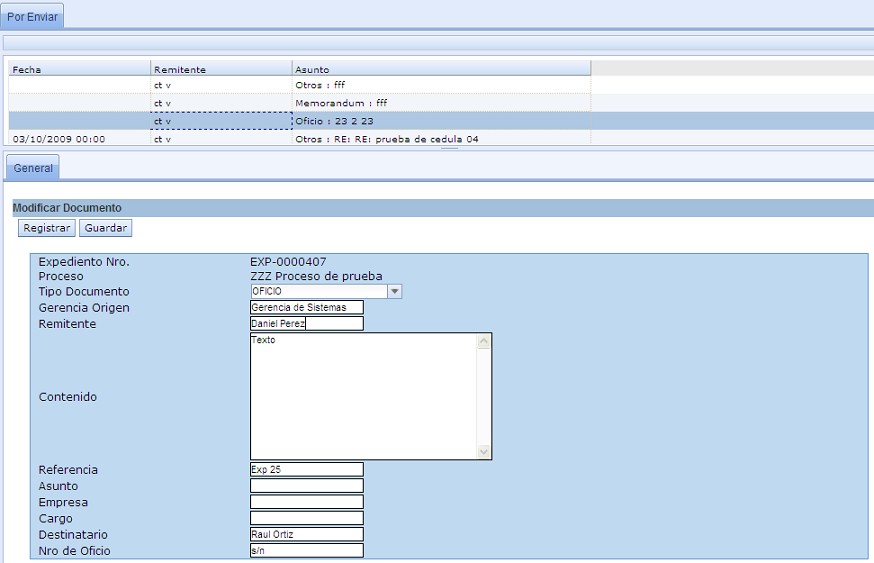 Por Enviar
Fecha Remitente Asunto
ct v Otros : fff
ct v Memorandum : fff
ct v Oficio : 23 2 23
03/10/2009 00:00 ct v Otros : RE: RE: prueba de cedula 04
General
Modificar Documento
Registrar Guardar
Expediento Nro. EXP-0000407
Proceso ZZZ Proceso de prueba
Tipo Documento OFICIO
Gerencia Origen Gerencia de Sistemas
Remitente Daniel Perez
Contenido Texto
Referencia Exp 25
Asunto
Empresa
Cargo
Destinatario Raul Ortiz
Nro de Oficio s/n